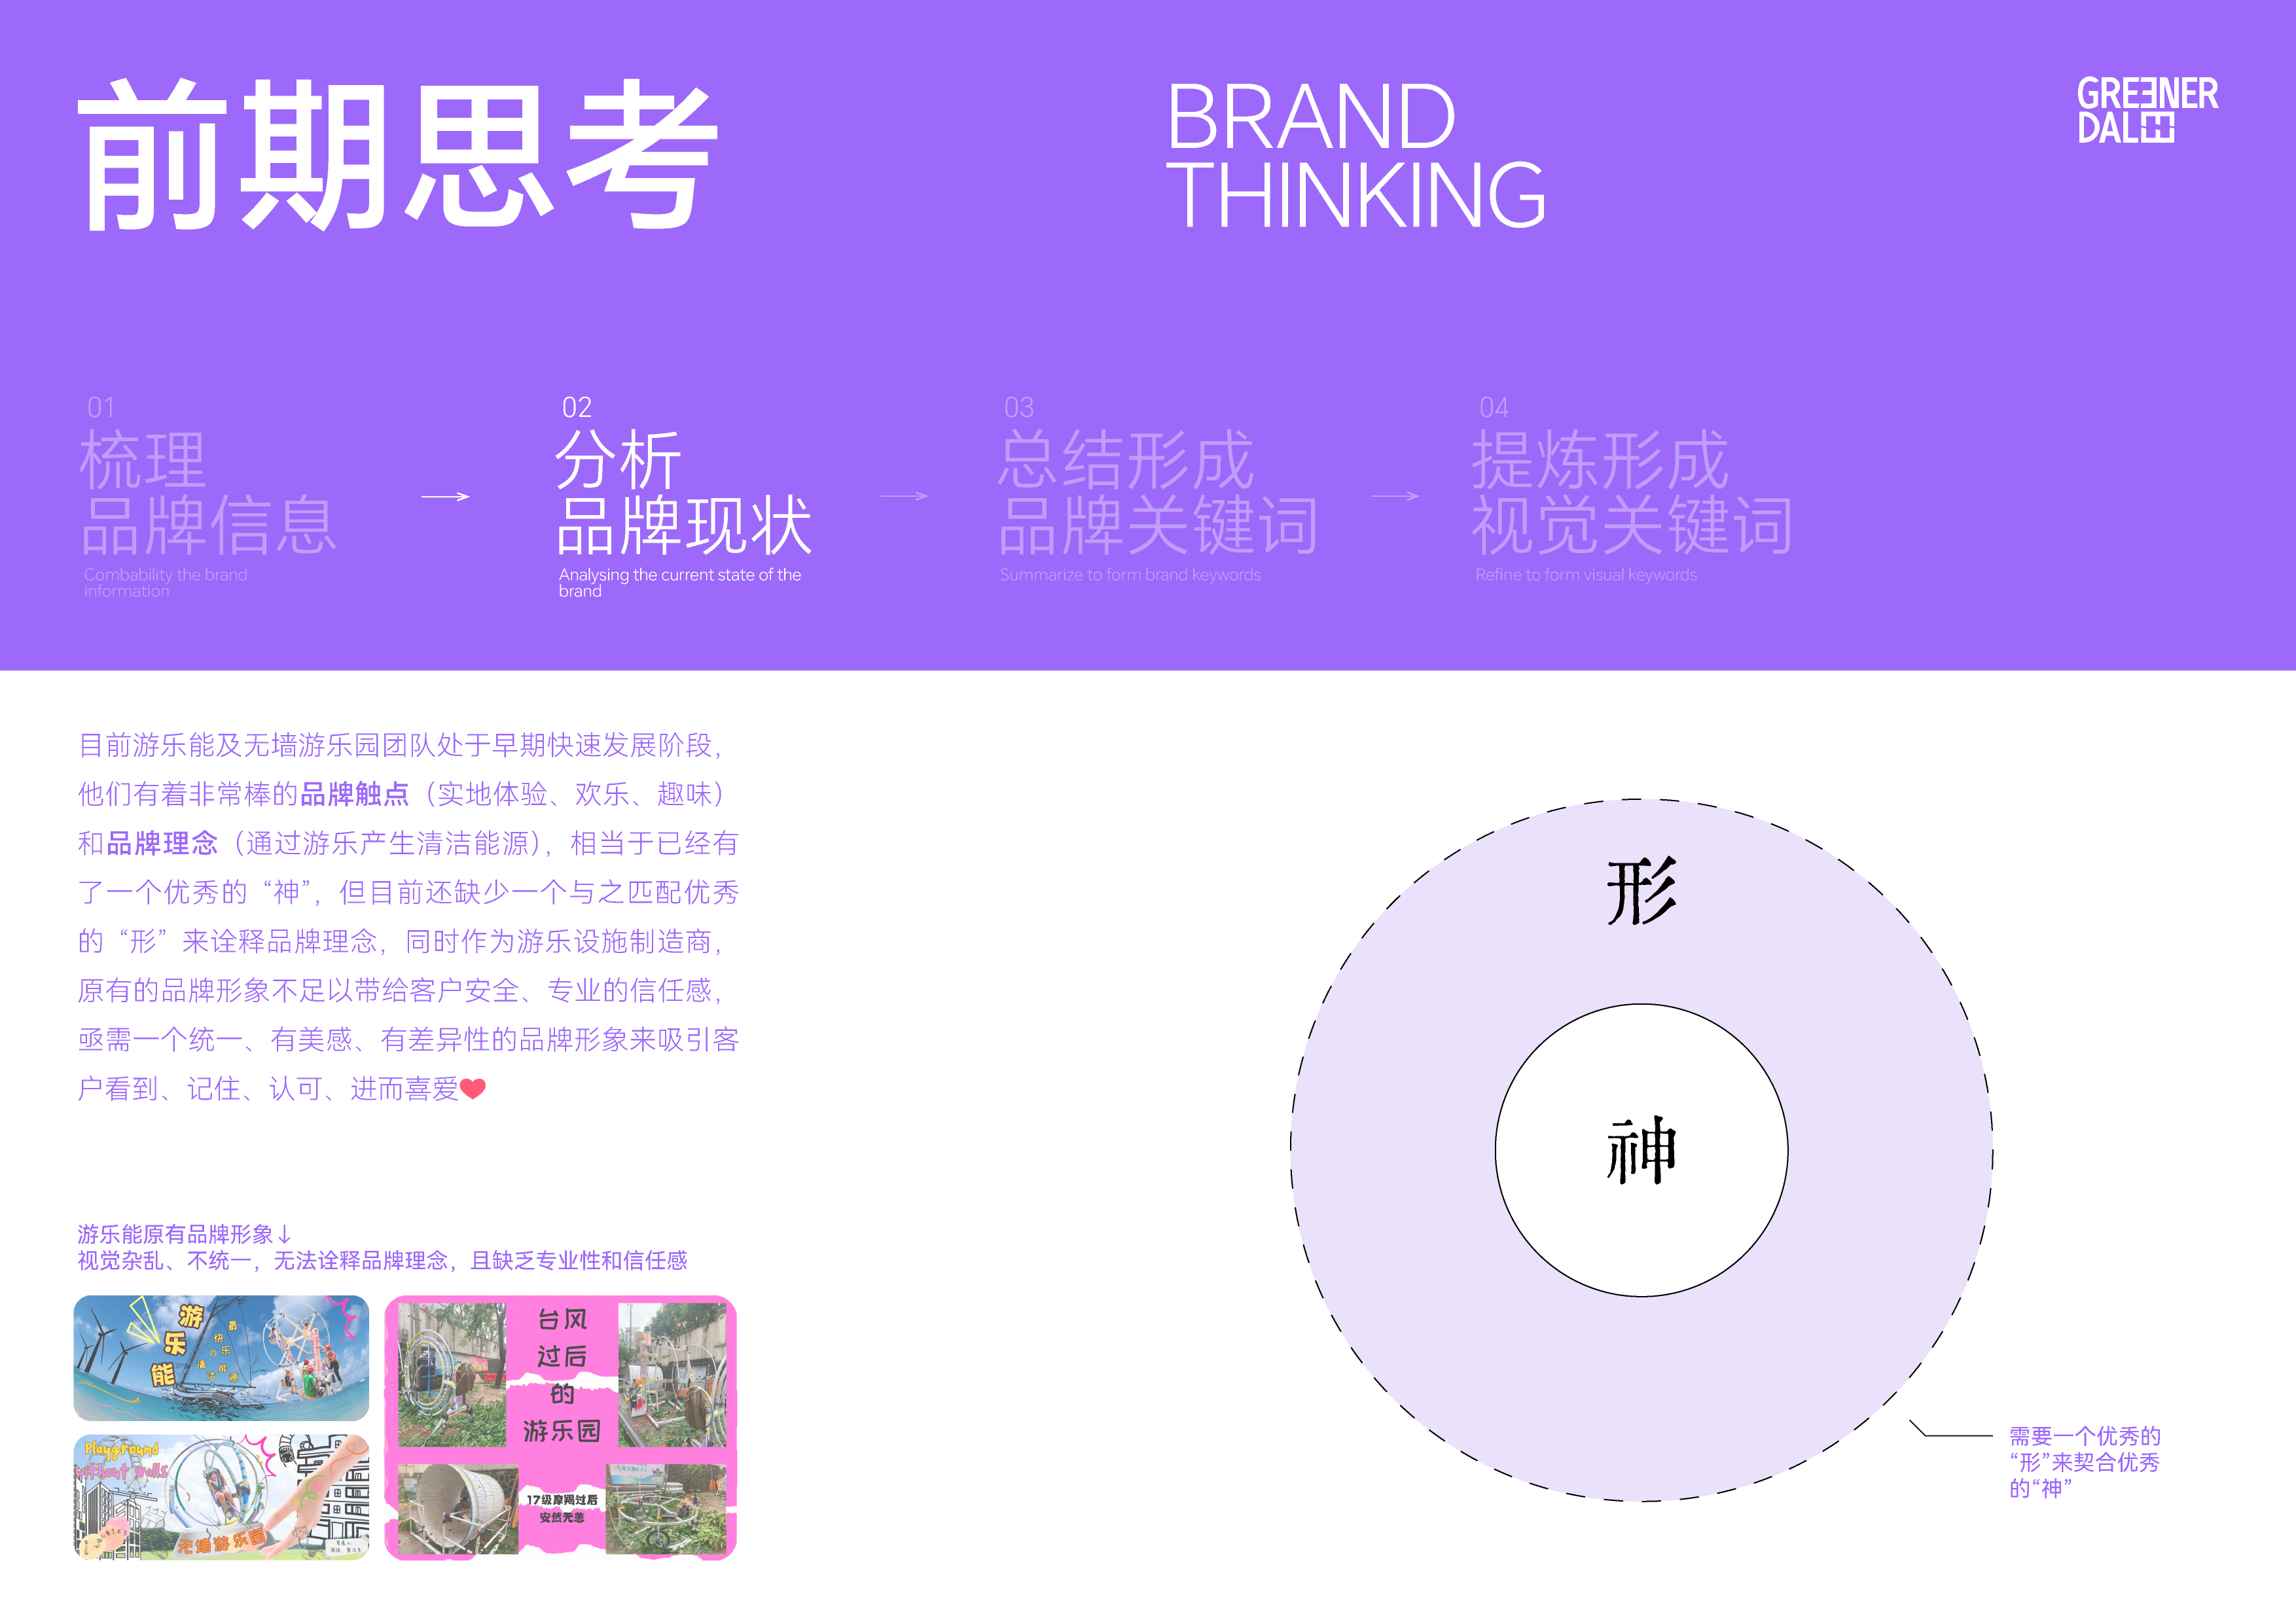 前期思考
BRAND
THINKING
GREENER
DALE
01
梳理
品牌信息
Combability the brand
information
02
分析
品牌现状
Analysing the current state of the
brand
03
总结形成
品牌关键词
Summarize to form brand keywords
04
提炼形成
视觉关键词
Refine to form visual keywords
目前游乐能及无墙游乐园团队处于早期快速发展阶段，
他们有着非常棒的品牌触点（实地体验、欢乐、趣味）
和品牌理念（通过游乐产生清洁能源），相当于已经有
了一个优秀的“神”，但目前还缺少一个与之匹配优秀
的“形”来诠释品牌理念，同时作为游乐设施制造商，
原有的品牌形象不足以带给客户安全、专业的信任感，
亟需一个统一、有美感、有差异性的品牌形象来吸引客
户看到、记住、认可、进而喜爱
形
神
需要一个优秀的
“形”来契合优秀
的“神”
游乐能原有品牌形象↓
视觉杂乱、不统一，无法诠释品牌理念，且缺乏专业性和信任感
游乐能
最快乐の清洁能源
Playground
without walls
无墙游乐园
台风
过后
的
游乐园
17级摩羯过后
安然无恙